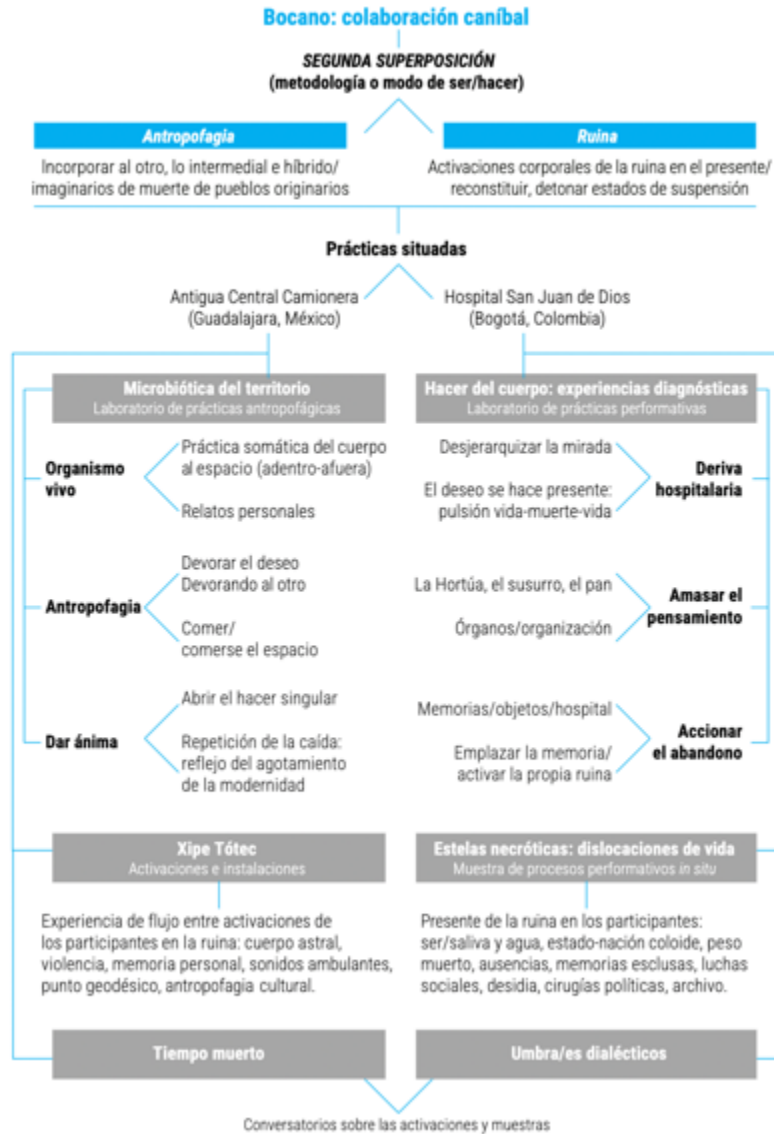 Bocano: colaboración caníbal
SEGUNDA SUPERPOSICIÓN
(metodología o modo de ser/hacer)
Antropofagia
Incorporar al otro, lo intermedial e híbrido/
imaginarios de muerte de pueblos originarios
Ruina
Activaciones corporales de la ruina en el presente/
reconstituir, detonar estados de suspensión
Prácticas situadas
Antigua Central Camionera
(Guadalajara, México)
Hospital San Juan de Dios
(Bogotá, Colombia)
Microbiótica del territorio
Laboratorio de prácticas antropofágicas
Organismo
vivo
Práctica somática del cuerpo
al espacio (adentro-afuera)
Relatos personales
Antropofagia
Devorar el deseo
Devorando al otro
Comer/
comerse el espacio
Dar ánima
Abrir el hacer singular
Repetición de la caída:
reflejo del agotamiento
de la modernidad
Hacer del cuerpo: experiencias diagnósticas
Laboratorio de prácticas performativas
Desjerarquizar la mirada
El deseo se hace presente:
pulsión vida-muerte-vida
Deriva
hospitalaria
La Hortúa, el susurro, el pan
Órganos/organización
Amasar el
pensamiento
Memorias/objetos/hospital
Emplazar la memoria/
activar la propia ruina
Accionar
el abandono
Xipe Tótec
Activaciones e instalaciones
Experiencia de flujo entre activaciones de
los participantes en la ruina: cuerpo astral,
violencia, memoria personal, sonidos ambulantes,
punto geodésico, antropofagia cultural.
Estelas necróticas: dislocaciones de vida
Muestra de procesos performativos in situ
Presente de la ruina en los participantes:
ser/saliva y agua, estado-nación coloide, peso
muerto, ausencias, memorias esclusas, luchas
sociales, desidia, cirugías políticas, archivo.
Tiempo muerto
Umbra/es dialécticos
Conversatorios sobre las activaciones y muestras